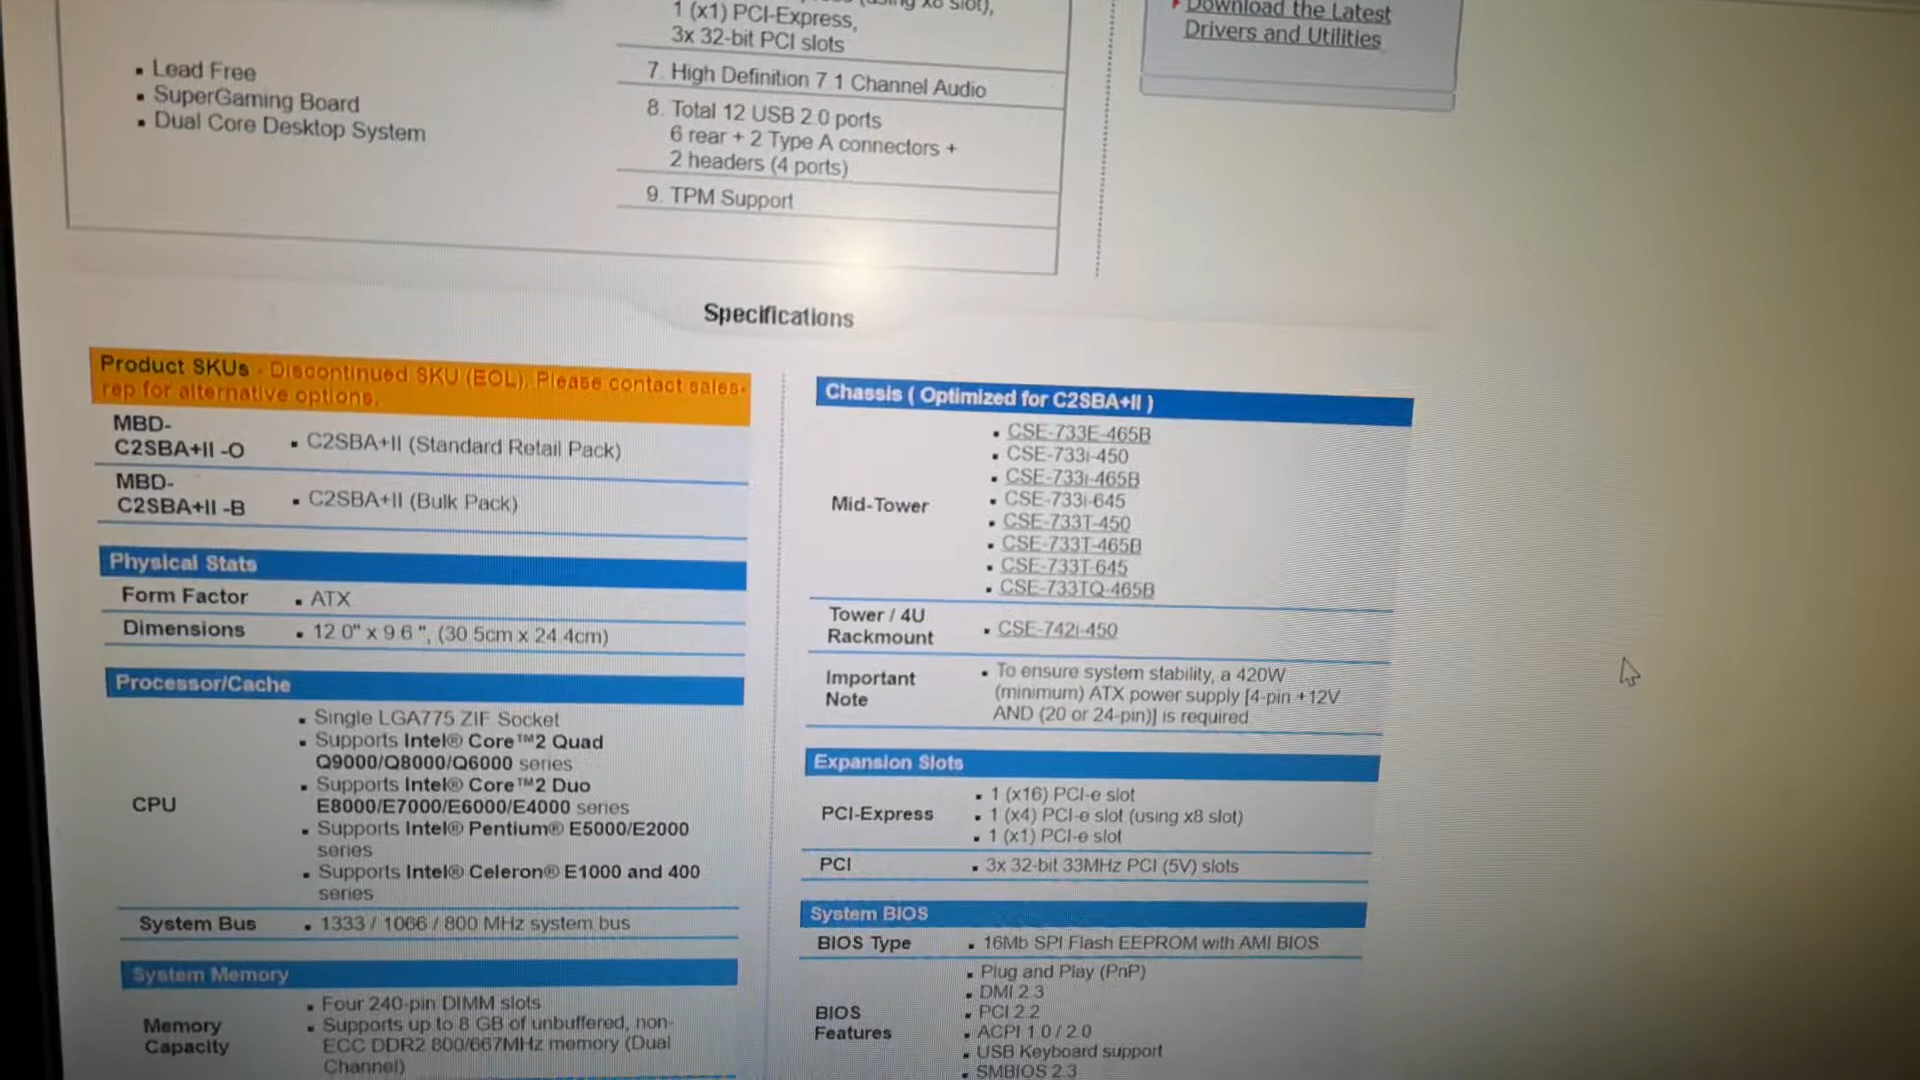 1 (x1) PCI-Express,
3x 32-bit PCI slots
7. High Definition 7 1 Channel Audio
8. Total 12 USB 2.0 ports
6 rear + 2 Type A connectors +
2 headers (4 ports)
9. TPM Support
Lead Free
SuperGaming Board
Dual Core Desktop System
Download the Latest
Drivers and Utilities
Specifications
Product SKUs - Discontinued SKU (EOL). Please contact sales-
rep for alternative options.
MBD-
C2SBA+II -O
C2SBA+II (Standard Retail Pack)
MBD-
C2SBA+II -B
C2SBA+II (Bulk Pack)
Physical Stats
Form Factor
ATX
Dimensions
12 0" x 9.6 ", (30 5cm x 24 4cm)
Processor/Cache
CPU
Single LGA775 ZIF Socket
Supports Intel® Core™2 Quad
Q9000/Q8000/Q6000 series
Supports Intel® Core™2 Duo
E8000/E7000/E6000/E4000 series
Supports Intel® Pentium® E5000/E2000
series
Supports Intel® Celeron® E1000 and 400
series
System Bus
1333 / 1066 / 800 MHz system bus
System Memory
Memory
Capacity
Four 240-pin DIMM slots
Supports up to 8 GB of unbuffered, non-
ECC DDR2 800/667MHz memory (Dual
Channel)
Chassis ( Optimized for C2SBA+II )
Mid-Tower
CSE-733E-465B
CSE-733i-450
CSE-733i-465B
CSE-733i-645
CSE-733T-450
CSE-733T-465B
CSE-733T-645
CSE-733TQ-465B
Tower / 4U
Rackmount
CSE-742i-450
Important
Note
To ensure system stability, a 420W
(minimum) ATX power supply [4-pin +12V
AND (20 or 24-pin)] is required
Expansion Slots
PCI-Express
1 (x16) PCI-e slot
1 (x4) PCI-e slot (using x8 slot)
1 (x1) PCI-e slot
PCI
3x 32-bit 33MHz PCI (5V) slots
System BIOS
BIOS Type
16Mb SPI Flash EEPROM with AMI BIOS
BIOS
Features
Plug and Play (PnP)
DMI 2.3
PCI 2.2
ACPI 1.0 / 2.0
USB Keyboard support
SMBIOS 2.3